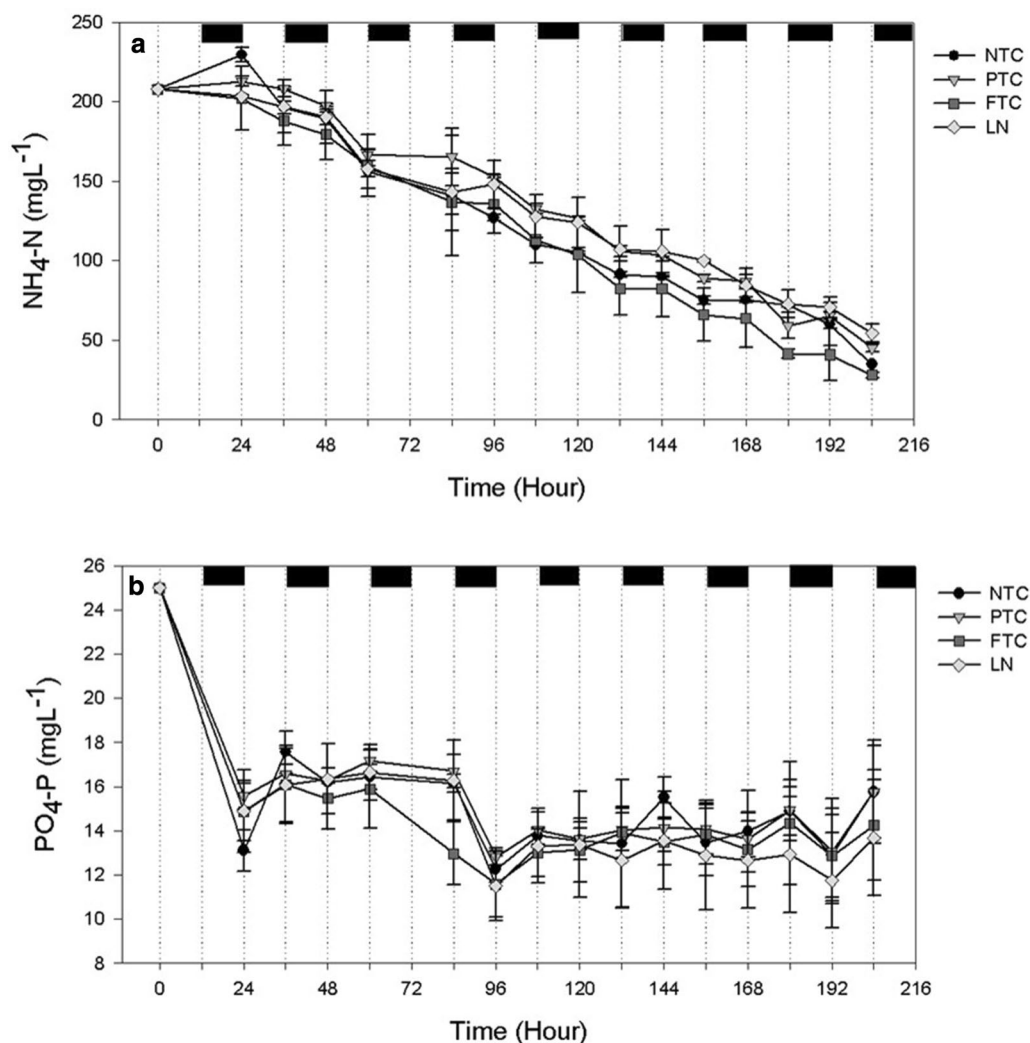 a
250
200
150
100
50
0
NH4-N (mgL-1)
0 24 48 72 96 120 144 168 192 216
Time (Hour)
NTC
PTC
FTC
LN
b
26
24
22
20
18
16
14
12
10
8
PO4-P (mgL-1)
0 24 48 72 96 120 144 168 192 216
Time (Hour)
NTC
PTC
FTC
LN